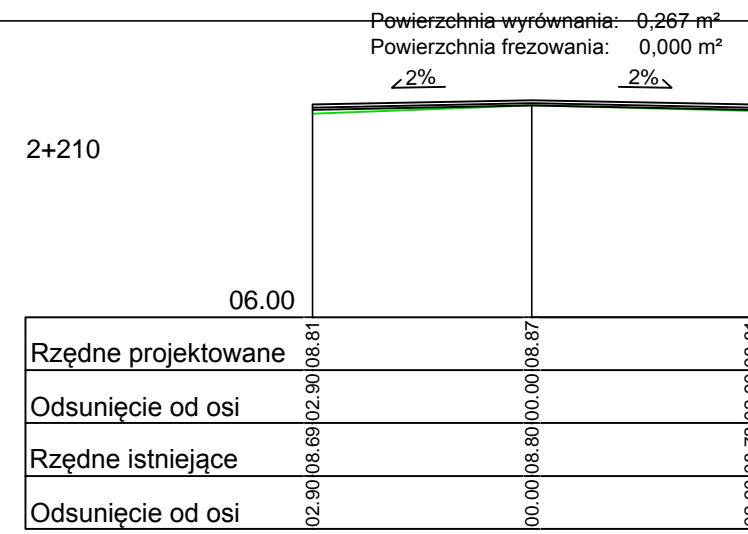 Powierzchnia wyrównania: 0,267 m²
Powierzchnia frezowania: 0,000 m²
2% 2%
2+210
06.00
Rzędne projektowane 08.81 08.87
Odsunięcie od osi 02.90 00.00
Rzędne istniejące 08.69 08.80
Odsunięcie od osi 02.90 00.00